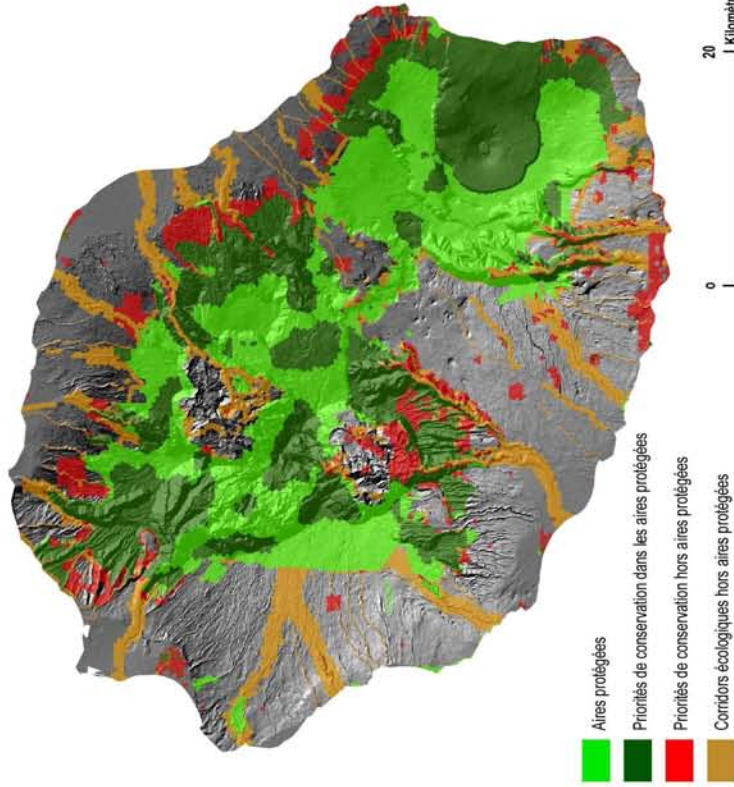 Aires protégées
Priorités de conservation dans les aires protégées
Priorités de conservation hors aires protégées
Corridors écologiques hors aires protégées
0
20